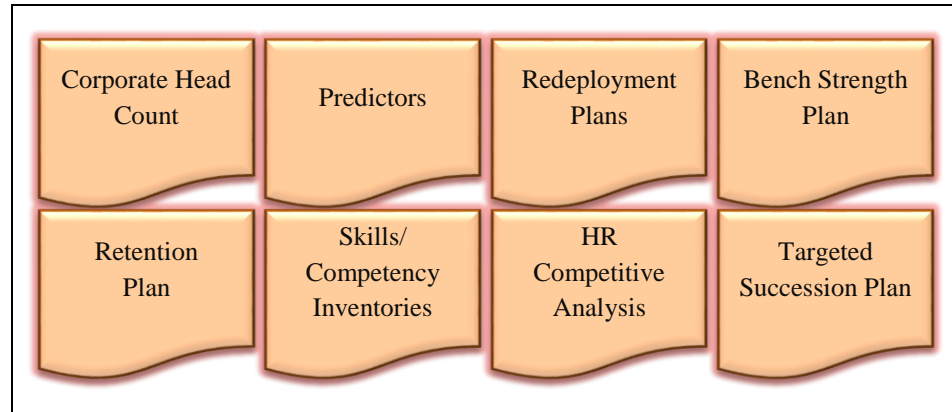 Corporate Head
Count
Predictors
Redeployment
Plans
Bench Strength
Plan
Retention
Plan
Skills/
Competency
Inventories
HR
Competitive
Analysis
Targeted
Succession Plan